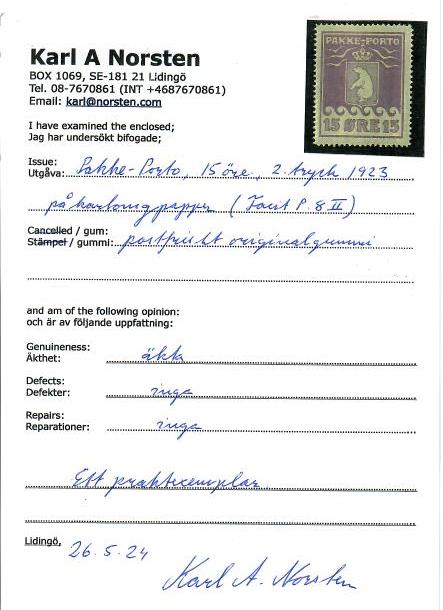 PAKKE-PORTO
15 ØRE 15
Karl A Norsten
BOX 1069, SE-181 21 Lidingö
Tel. 08-7670861 (INT +4687670861)
Email: karl@norsten.com
I have examined the enclosed;
Jag har undersökt bifogade;
Issue:
Utgåva: Pakke-Porto, 15 öre, 2. tryck 1923
på kartongpapper (Facit P. 8 II)
Cancelled / gum:
Stämpel / gummi: postfriskt originalgummi
and am of the following opinion:
och är av följande uppfattning:
Genuineness:
Äkthet: äkta
Defects:
Defekter: inga
Repairs:
Reparationer: inga
Ett praktexemplar
Lidingö, 26.5.24
Karl A. Norsten